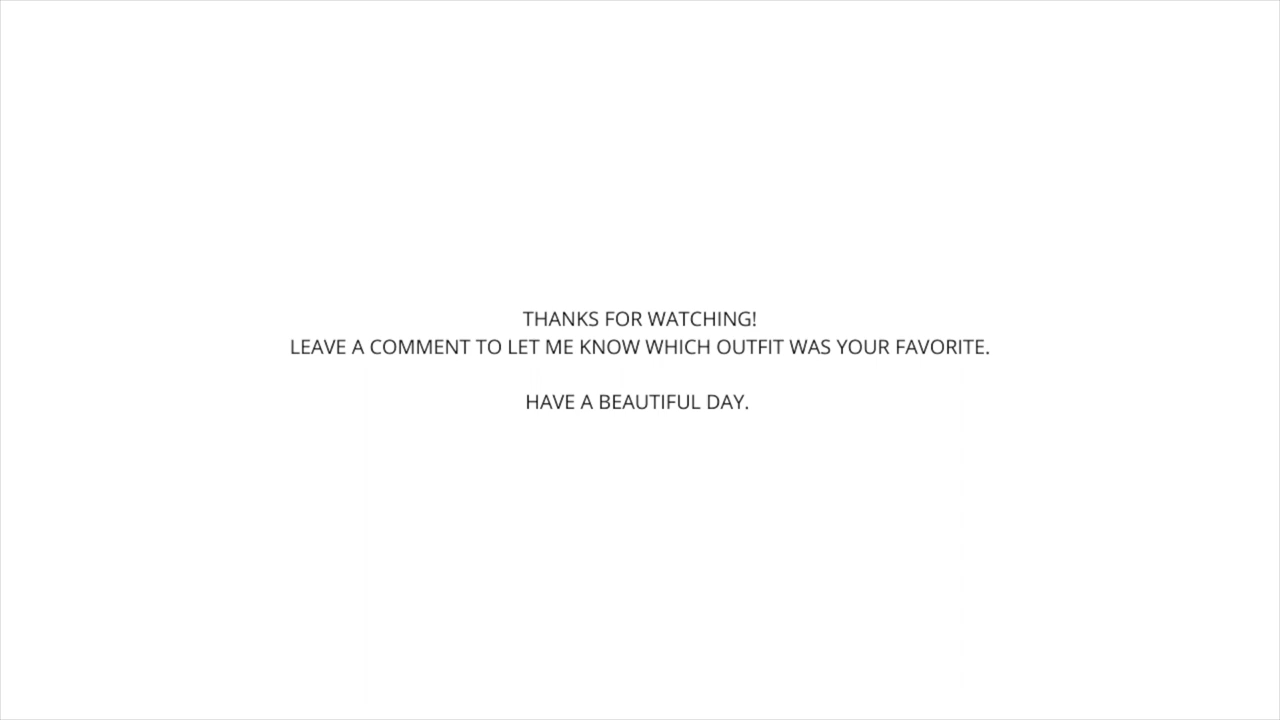 THANKS FOR WATCHING!
LEAVE A COMMENT TO LET ME KNOW WHICH OUTFIT WAS YOUR FAVORITE.
HAVE A BEAUTIFUL DAY.